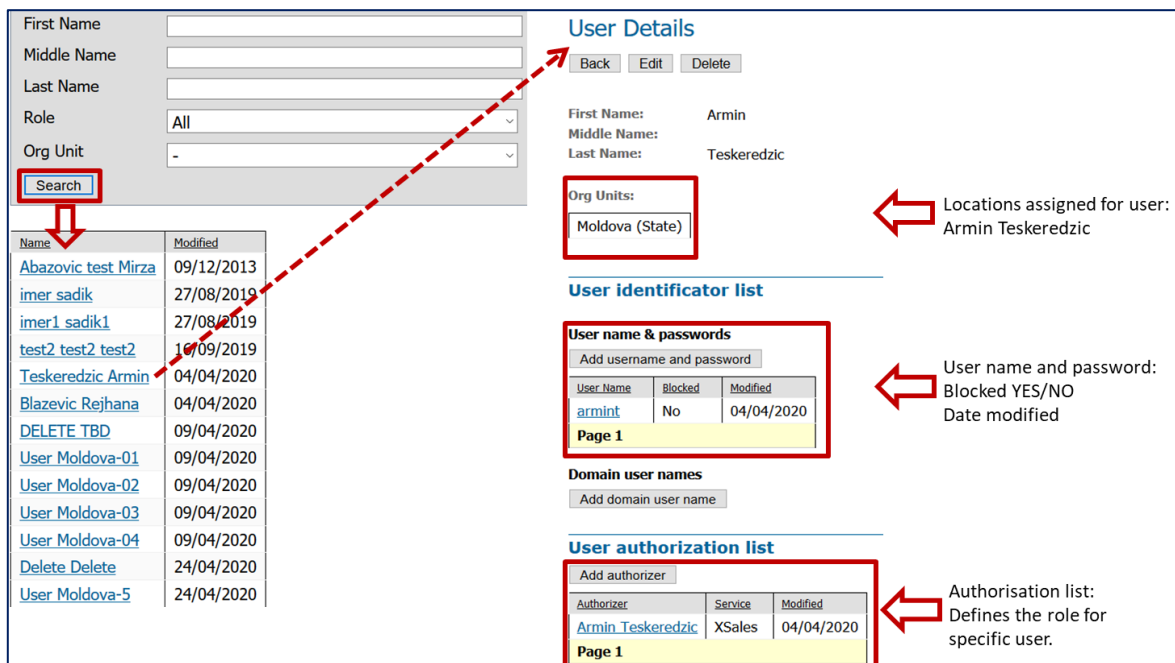 First Name
Middle Name
Last Name
Role
All
Org Unit
-
Search
Name Modified
Abazovic test Mirza 09/12/2013
imer sadik 27/08/2019
imer1 sadik1 27/08/2019
test2 test2 test2 16/09/2019
Teskeredzic Armin 04/04/2020
Blazevic Rejhana 04/04/2020
DELETE TBD 09/04/2020
User Moldova-01 09/04/2020
User Moldova-02 09/04/2020
User Moldova-03 09/04/2020
User Moldova-04 09/04/2020
Delete Delete 24/04/2020
User Moldova-5 24/04/2020
User Details
Back Edit Delete
First Name: Armin
Middle Name:
Last Name: Teskeredzic
Org Units:
Moldova (State)
Locations assigned for user:
Armin Teskeredzic
User identificator list
User name & passwords
Add username and password
User Name Blocked Modified
armint No 04/04/2020
Page 1
User name and password:
Blocked YES/NO
Date modified
Domain user names
Add domain user name
User authorization list
Add authorizer
Authorizer Service Modified
Armin Teskeredzic XSales 04/04/2020
Page 1
Authorisation list:
Defines the role for
specific user.